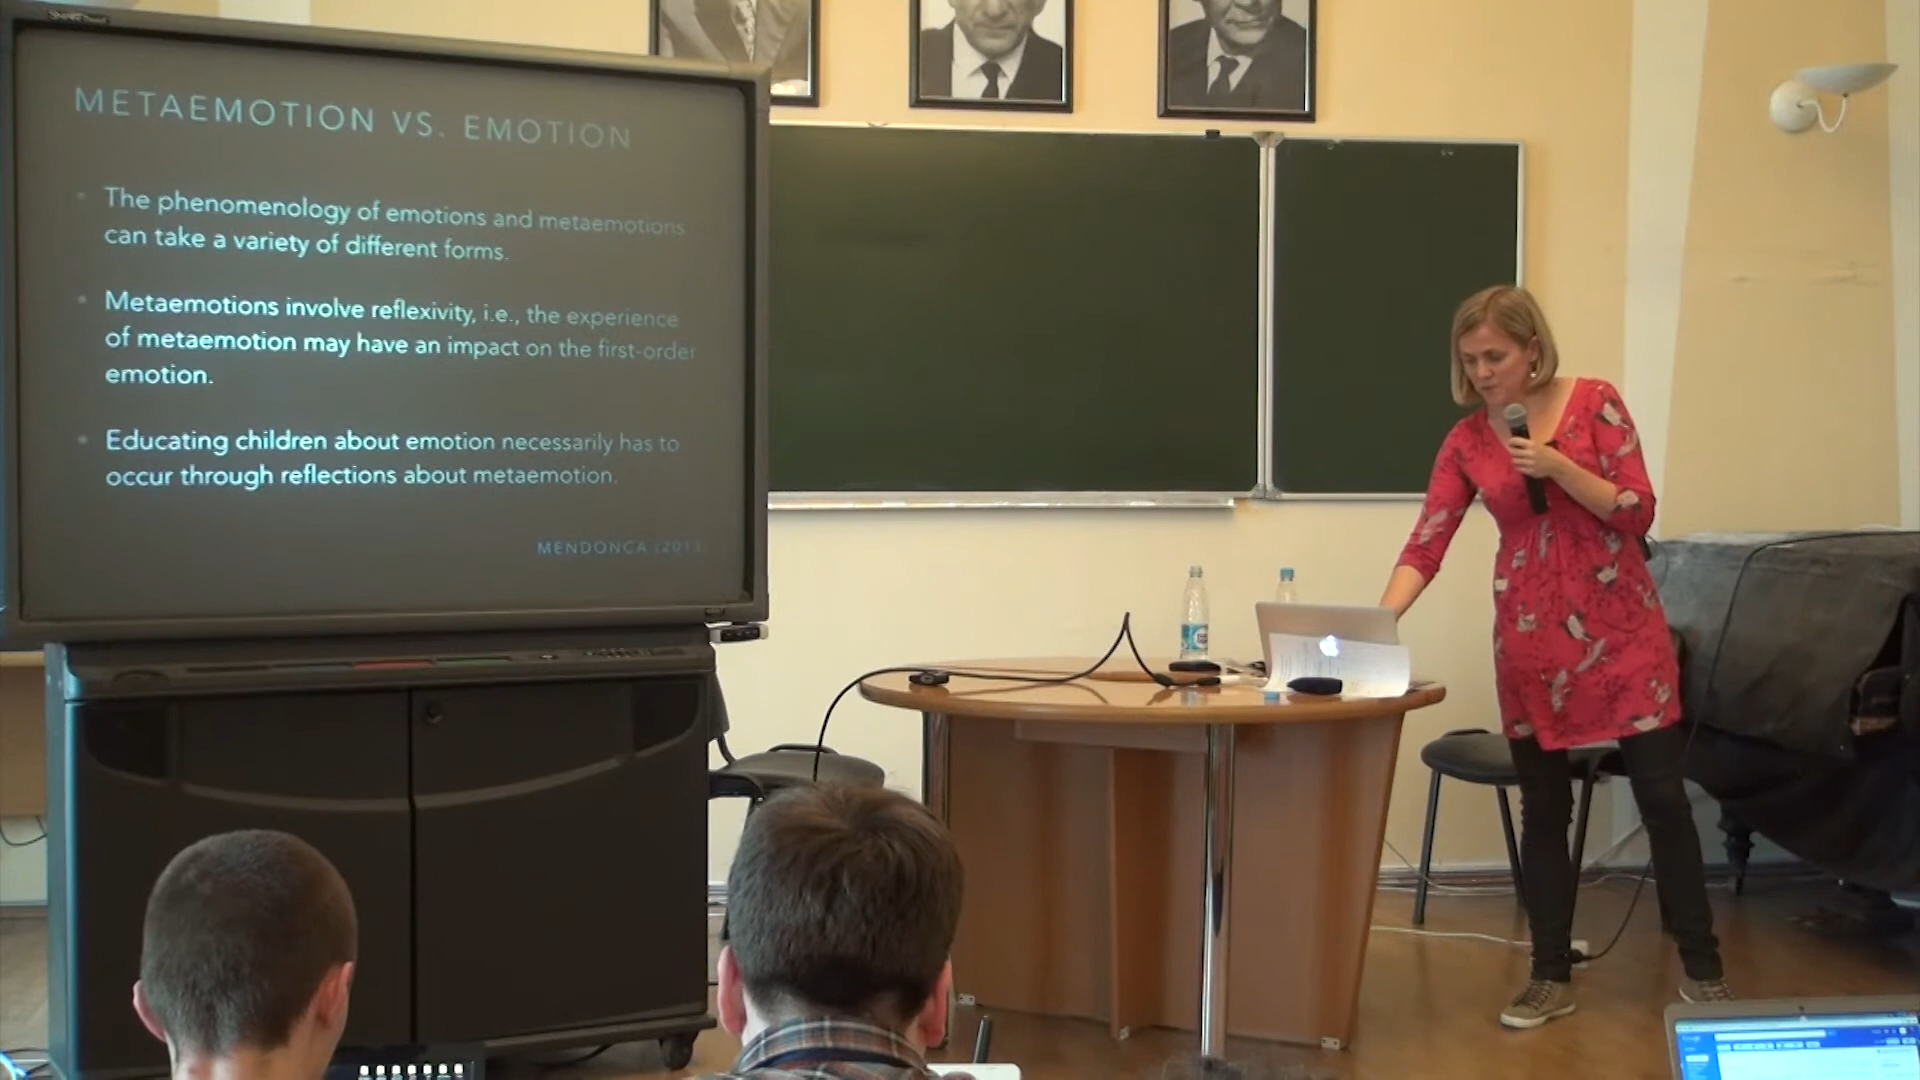 METAEMOTION VS. EMOTION
The phenomenology of emotions and metaemotions
can take a variety of different forms.
Metaemotions involve reflexivity, i.e., the experience
of metaemotion may have an impact on the first-order
emotion.
Educating children about emotion necessarily has to
occur through reflections about metaemotion.
MENDONCA (2013)